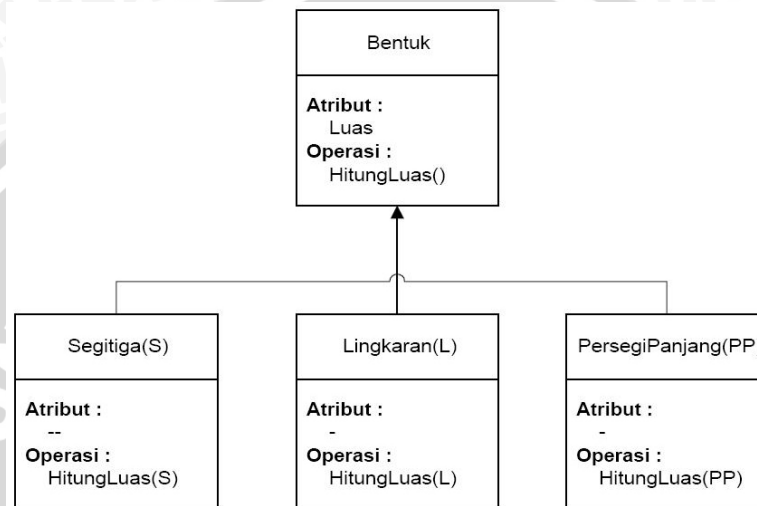 Bentuk
Atribut :
Luas
Operasi :
HitungLuas()
Segitiga(S)
Atribut :
--
Operasi :
HitungLuas(S)
Lingkaran(L)
Atribut :
-
Operasi :
HitungLuas(L)
PersegiPanjang(PP
Atribut :
-
Operasi :
HitungLuas(PP)